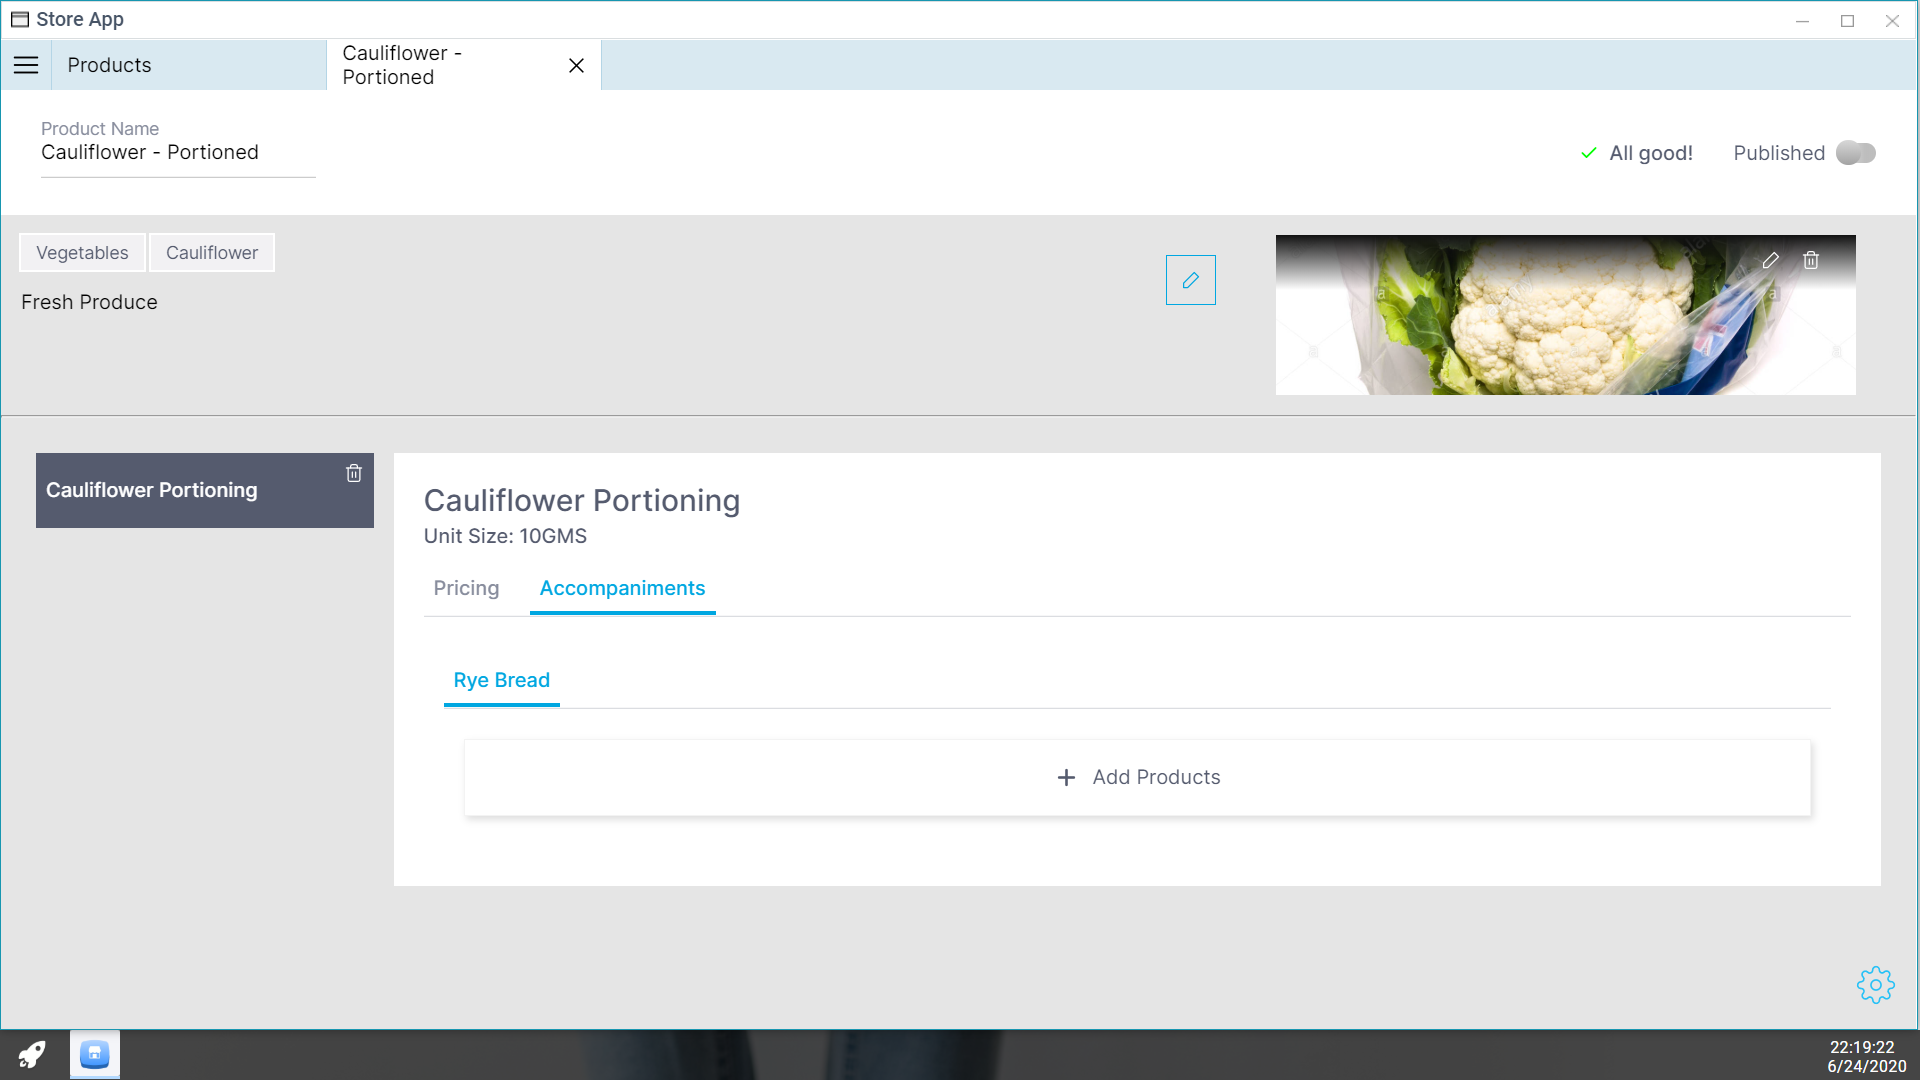 Store App
Products
Cauliflower -
Portioned
Product Name
Cauliflower - Portioned
All good!
Published
Vegetables
Cauliflower
Fresh Produce
a
a
a
a
Cauliflower Portioning
Cauliflower Portioning
Unit Size: 10GMS
Pricing
Accompaniments
Rye Bread
Add Products
22:19:22
6/24/2020